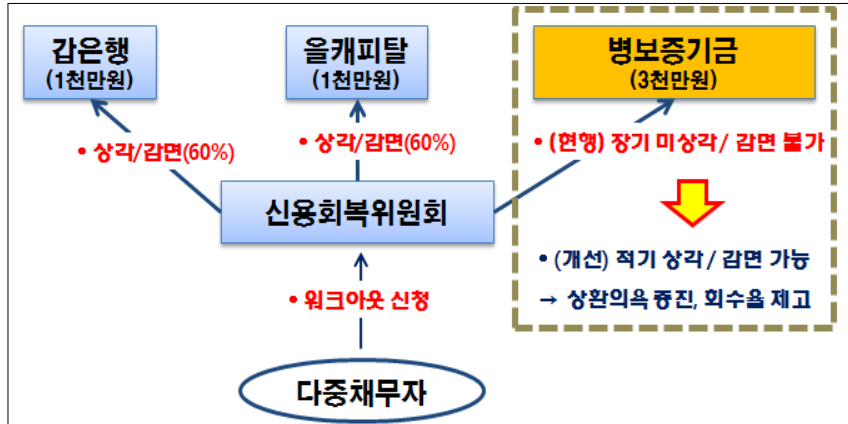 갑은행
(1천만원)
을캐피탈
(1천만원)
병보증기금
(3천만원)
• 상각/감면(60%)
• 상각/감면(60%)
• (현행) 장기 미상각 / 감면 불가
신용회복위원회
• (개선) 적기 상각 / 감면 가능
→ 상환의욕 증진, 회수율 제고
• 워크아웃 신청
다중채무자